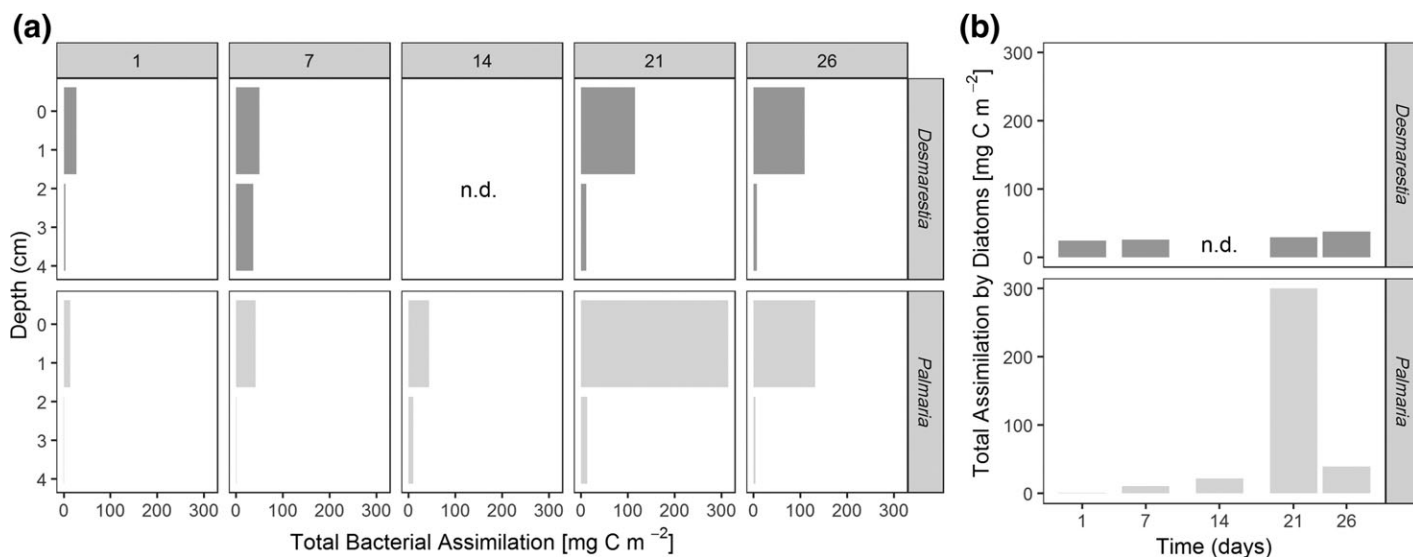 (a)
1 7 14 21 26
Depth (cm)
0
1
2
3
4
n.d.
Desmarestia
0
1
2
3
4
Palmaria
0 100 200 300 0 100 200 300 0 100 200 300 0 100 200 300 0 100 200 300
Total Bacterial Assimilation [mg C m −2]
(b)
Total Assimilation by Diatoms [mg C m −2]
300
200
100
0
n.d.
Desmarestia
300
200
100
0
Palmaria
1 7 14 21 26
Time (days)